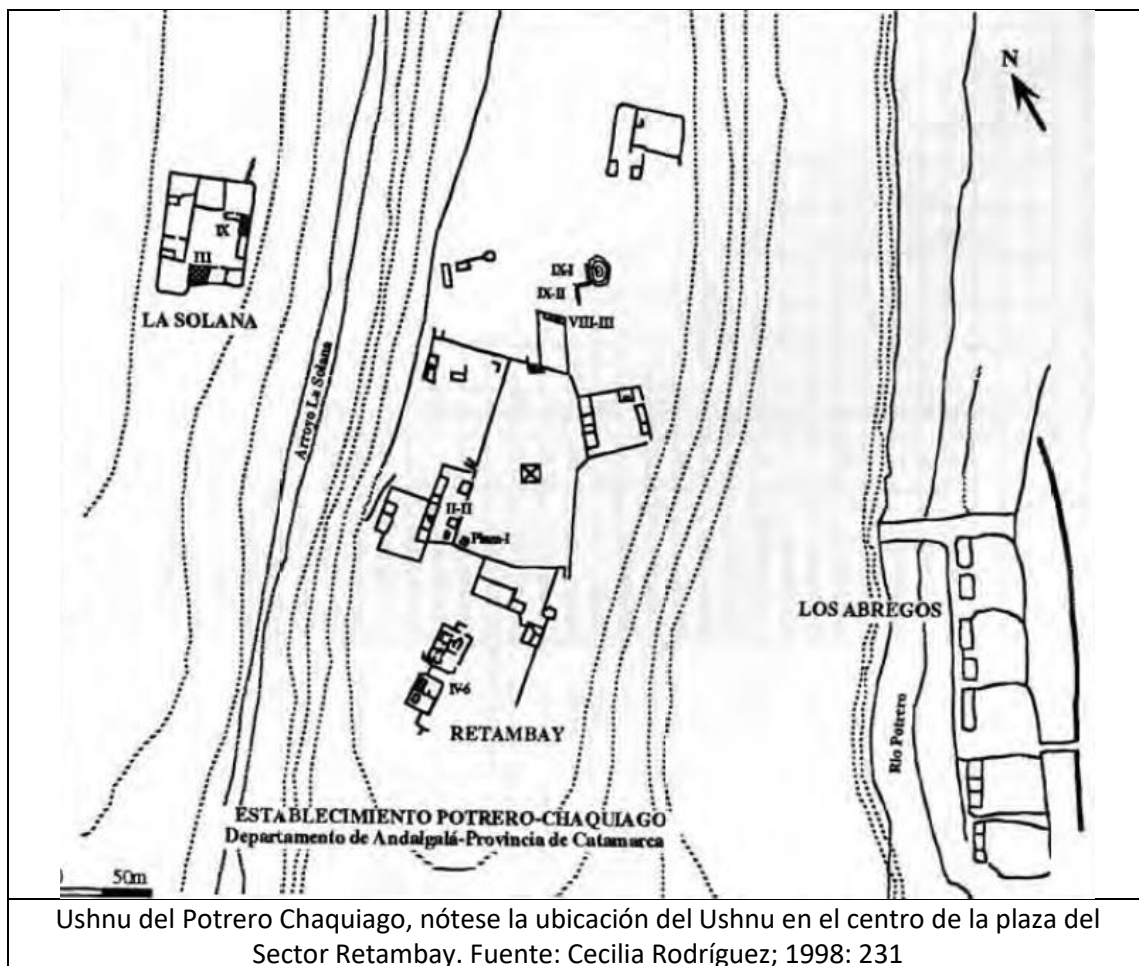 N
IX
III
LA SOLANA
Arroyo La Solana
IX-I
IX-II
VIII-III
II-II
Plaza-I
IV-6
RETAMBAY
LOS ABREGOS
Rio Potrero
ESTABLECIMIENTO POTRERO-CHAQUIAGO
Departamento de Andalgalá-Provincia de Catamarca
50m
Ushnu del Potrero Chaquiago, nótese la ubicación del Ushnu en el centro de la plaza del
Sector Retambay. Fuente: Cecilia Rodríguez; 1998: 231